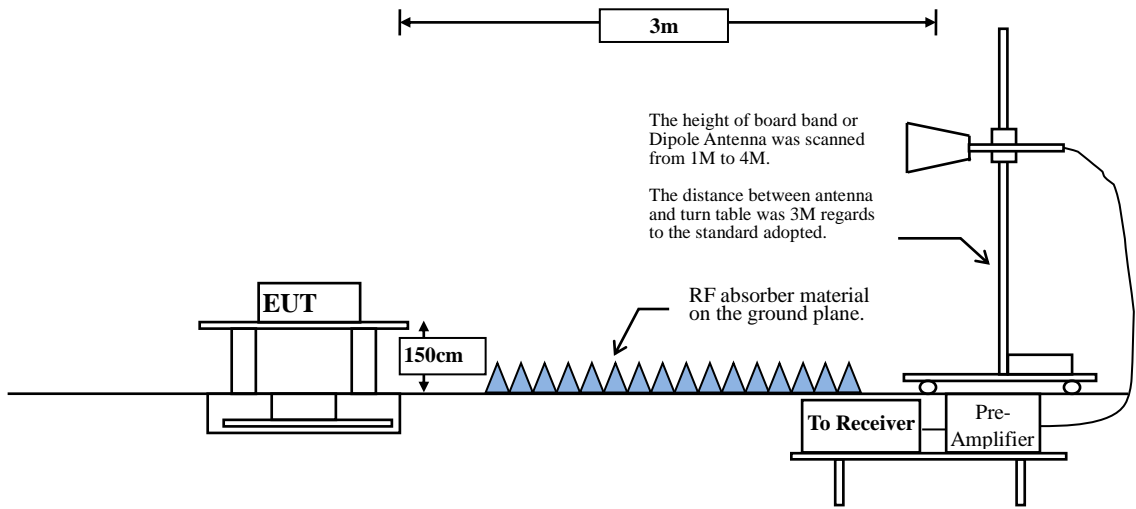 3m
The height of board band or
Dipole Antenna was scanned
from 1M to 4M.
The distance between antenna
and turn table was 3M regards
to the standard adopted.
EUT
RF absorber material
on the ground plane.
150cm
To Receiver
Pre-
Amplifier